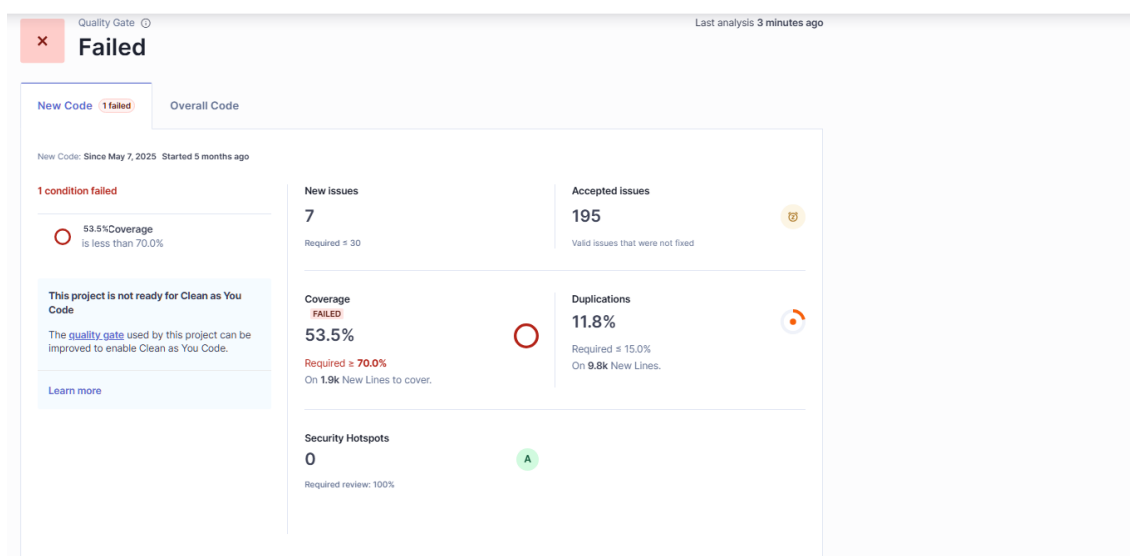 Quality Gate
Last analysis 3 minutes ago
Failed
New Code 1 failed
Overall Code
New Code: Since May 7, 2025 Started 5 months ago
1 condition failed
53.5% Coverage
is less than 70.0%
This project is not ready for Clean as You
Code
The quality gate used by this project can be
improved to enable Clean as You Code.
Learn more
New issues
7
Required ≤ 30
Accepted issues
195
Valid issues that were not fixed
Coverage
FAILED
53.5%
Required ≥ 70.0%
On 1.9k New Lines to cover.
Duplications
11.8%
Required ≤ 15.0%
On 9.8k New Lines.
Security Hotspots
0
A
Required review: 100%